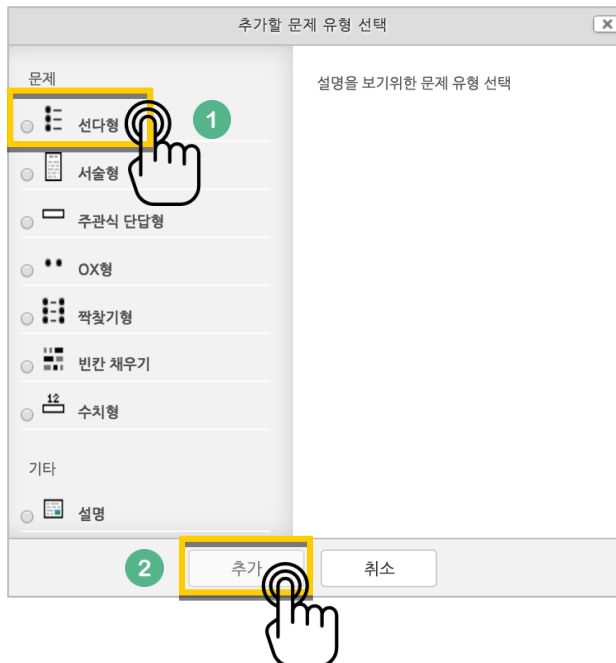 추가할 문제 유형 선택
문제
설명을 보기위한 문제 유형 선택
선다형
1
서술형
주관식 단답형
OX형
짝찾기형
빈칸 채우기
12
수치형
기타
설명
2
추가
취소